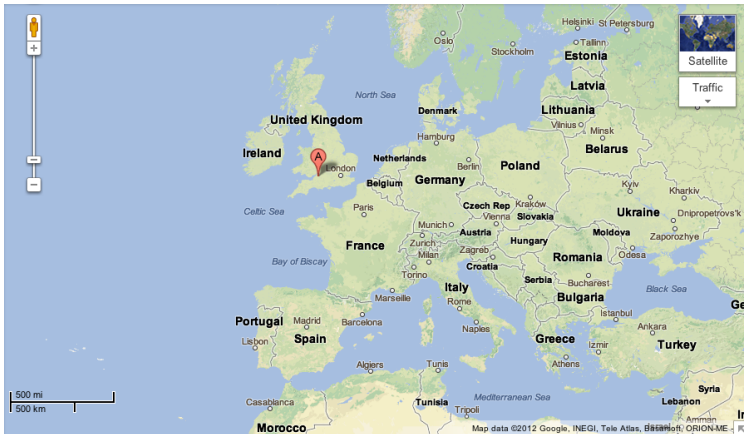 Helsinki
St Petersburg
Oslo
Tallinn
Stockholm
Estonia
Satellite
Latvia
Traffic
North Sea
Denmark
Lithuania
United Kingdom
Vilnius
Minsk
Hamburg
Ireland
A
Netherlands
Berlin
Poland
Belarus
London
Belgium
Germany
Kyiv
Kharkiv
Celtic Sea
Paris
Czech Rep
Kraków
Ukraine
Dnipropetrovs'k
Munich
Vienna
Slovakia
Austria
Moldova
Zaporozhye
France
Zurich
Zagreb
Hungary
Odesa
Bay of Biscay
Milan
Romania
Torino
Croatia
Serbia
Bucharest
Black Sea
Marseille
Italy
Bulgaria
Rome
Portugal
Madrid
Barcelona
Istanbul
Naples
Ankara
Lisbon
Spain
Greece
Izmir
Turkey
Athens
Algiers
Tunis
500 mi
Mediterranean Sea
Syria
500 km
Casablanca
Tunisia
Lebanon
Tripoli
Amman
Morocco
Map data ©2012 Google, INEGI, Tele Atlas, Basarsoft, ORION-ME -